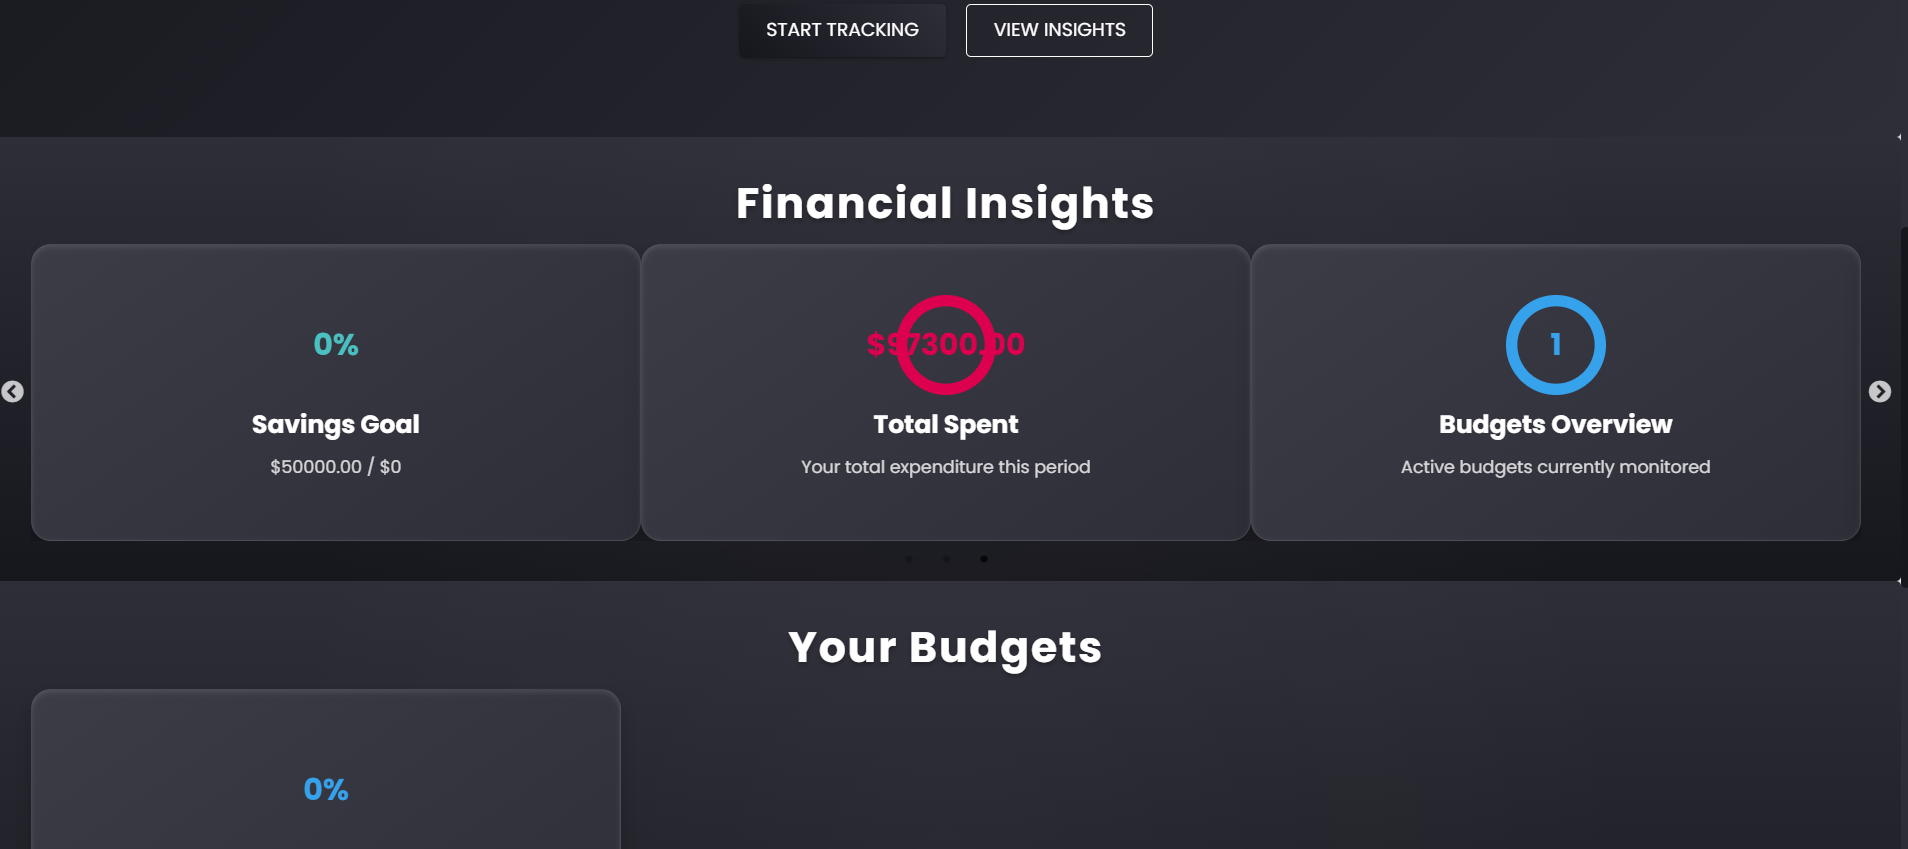 START TRACKING
VIEW INSIGHTS
Financial Insights
0%
Savings Goal
$50000.00 / $0
$97300.00
Total Spent
Your total expenditure this period
1
Budgets Overview
Active budgets currently monitored
Your Budgets
0%